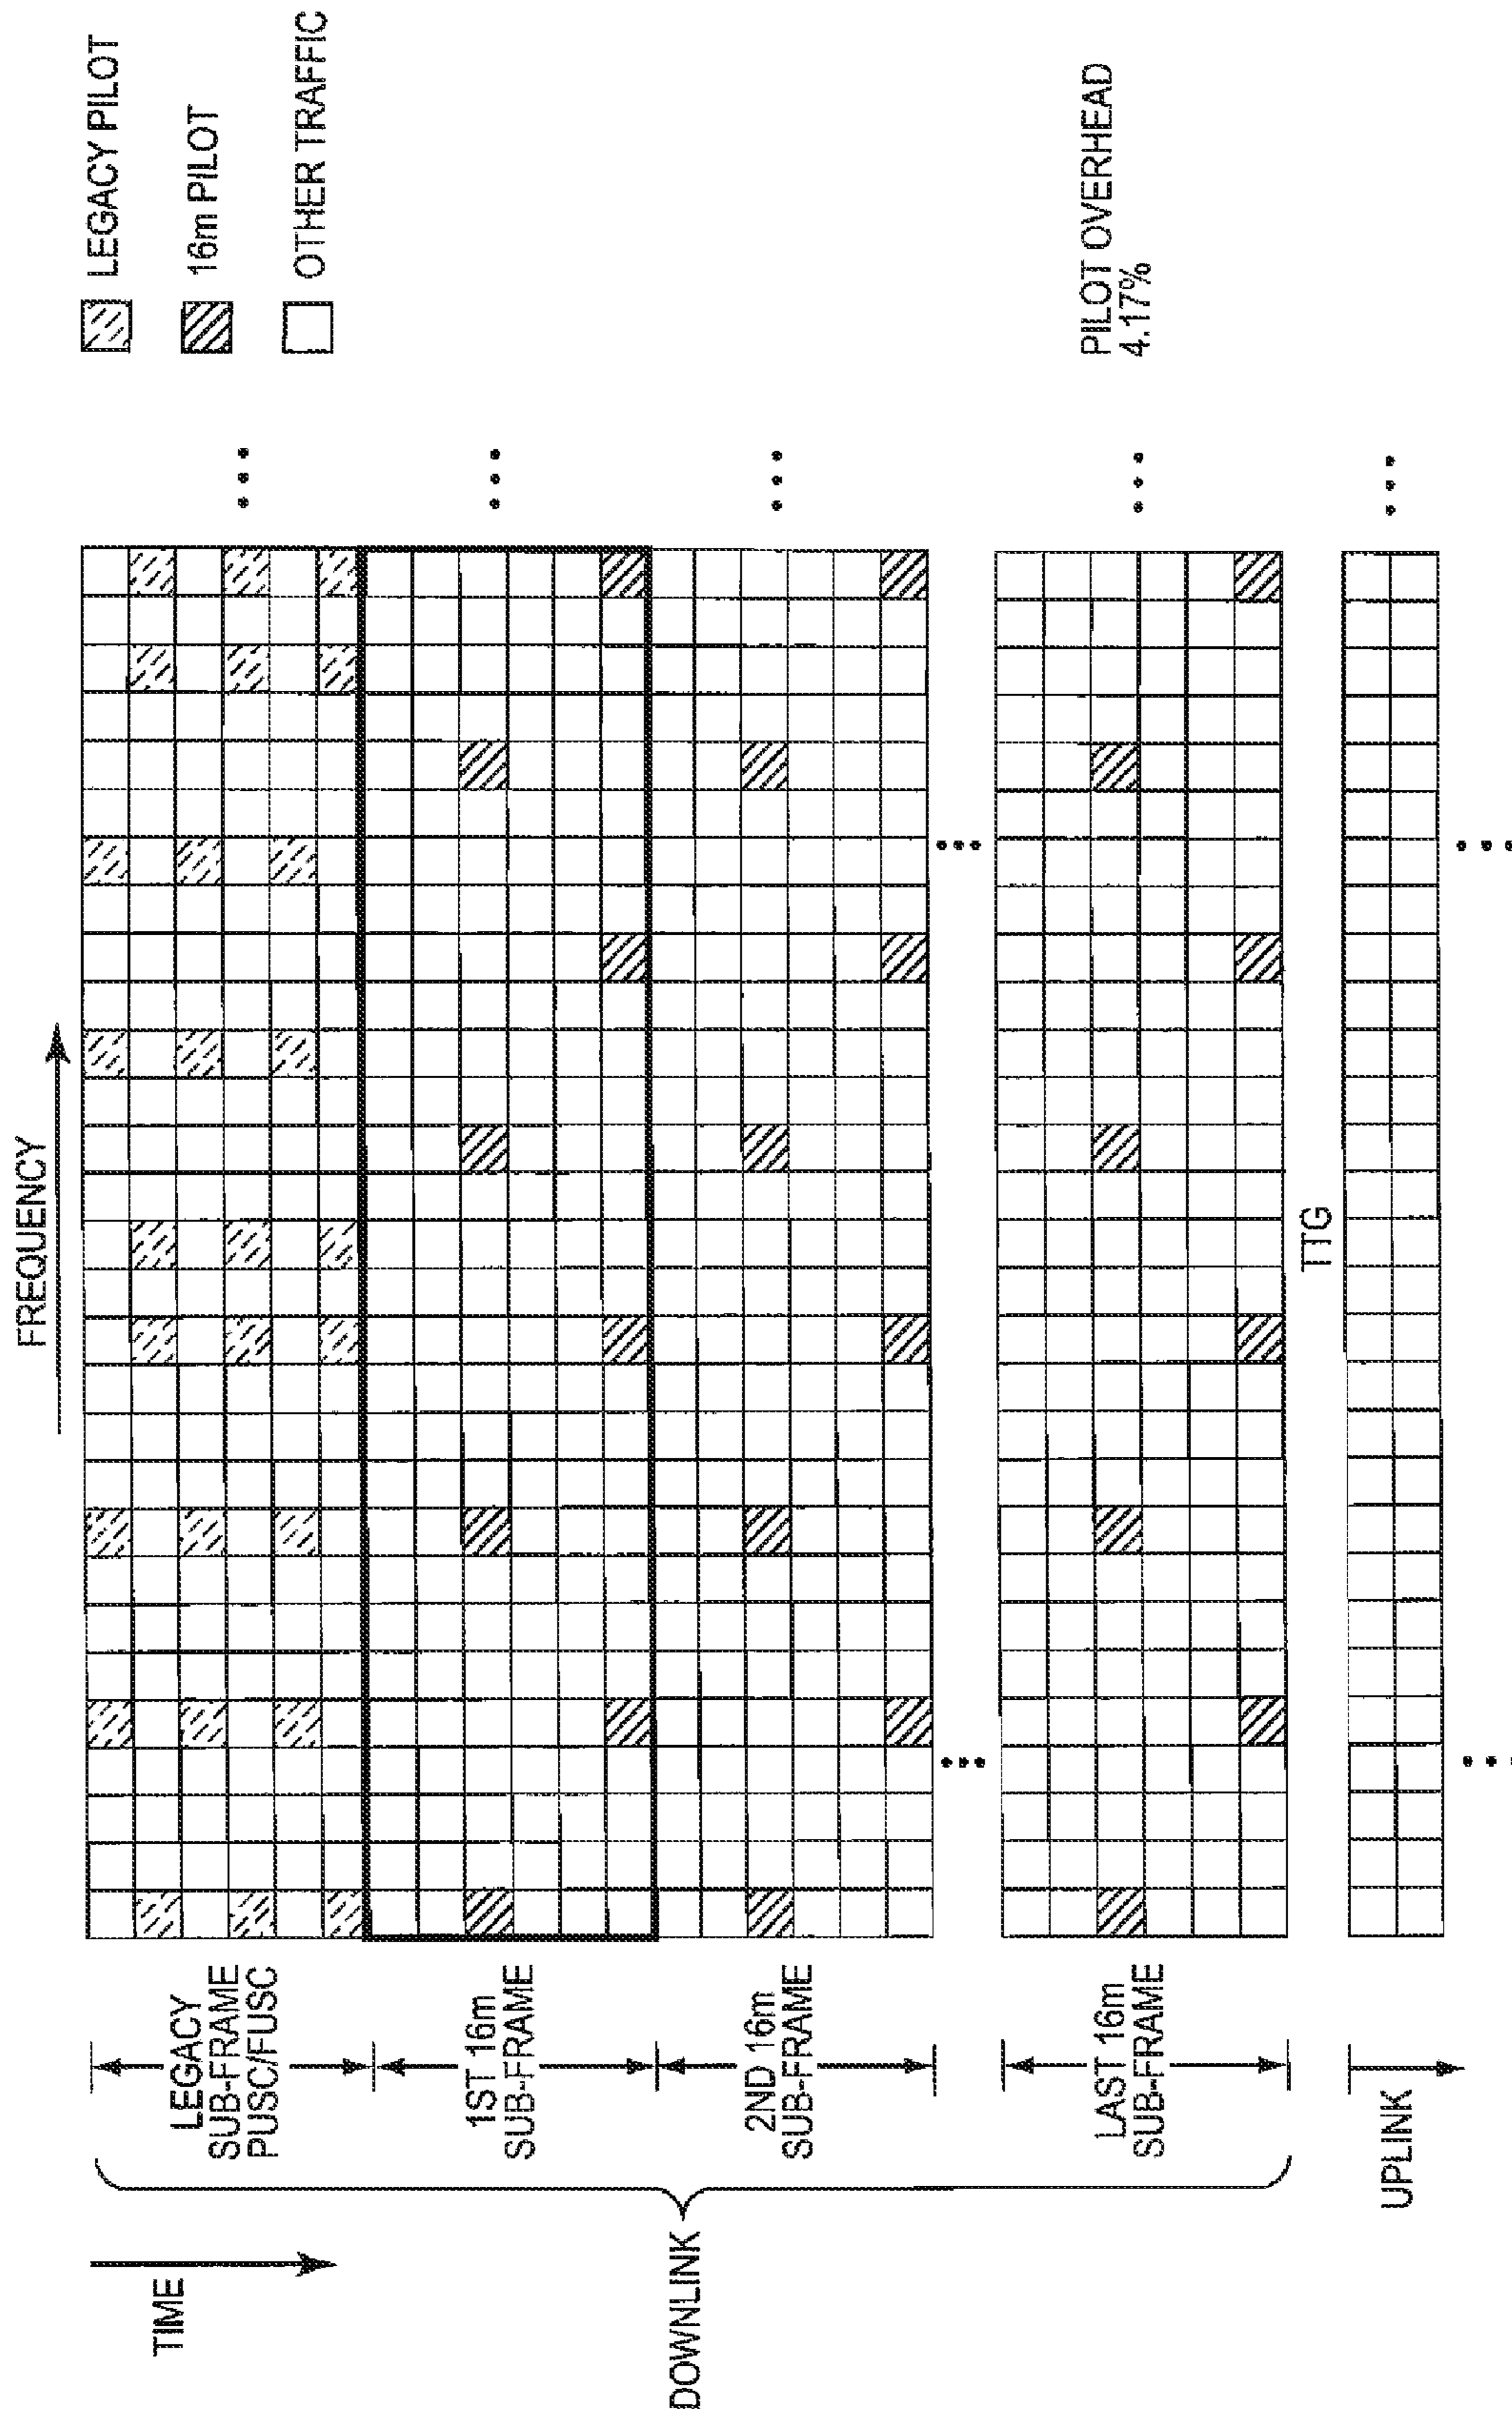 FREQUENCY
TIME
DOWNLINK
LEGACY
SUB-FRAME
PUSC/FUSC
1ST 16m
SUB-FRAME
2ND 16m
SUB-FRAME
LAST 16m
SUB-FRAME
UPLINK
TTG
LEGACY PILOT
16m PILOT
OTHER TRAFFIC
PILOT OVERHEAD
4.17%